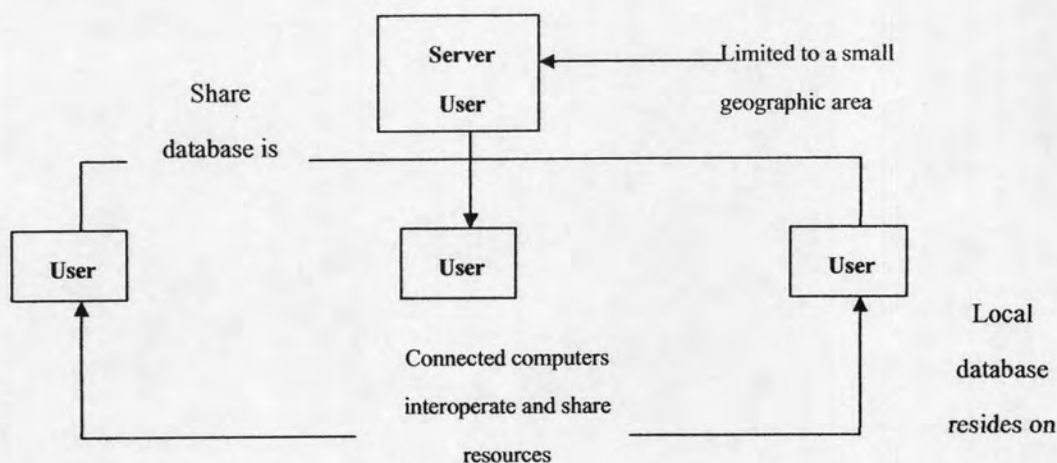 Server
User
Limited to a small
geographic area
Share
database is
User
User
User
Connected computers
interoperate and share
resources
Local
database
resides on